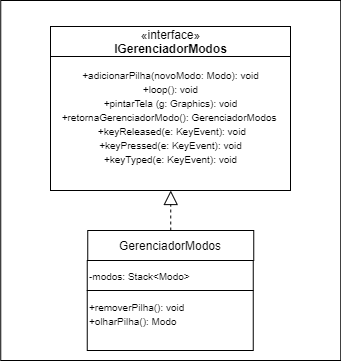 «interface»
IGerenciadorModos
+adicionarPilha(novoModo: Modo): void
+loop(): void
+pintarTela (g: Graphics): void
+retornaGerenciadorModo(): GerenciadorModos
+keyReleased(e: KeyEvent): void
+keyPressed(e: KeyEvent): void
+keyTyped(e: KeyEvent): void
GerenciadorModos
-modos: Stack<Modo>
+removerPilha(): void
+olharPilha(): Modo